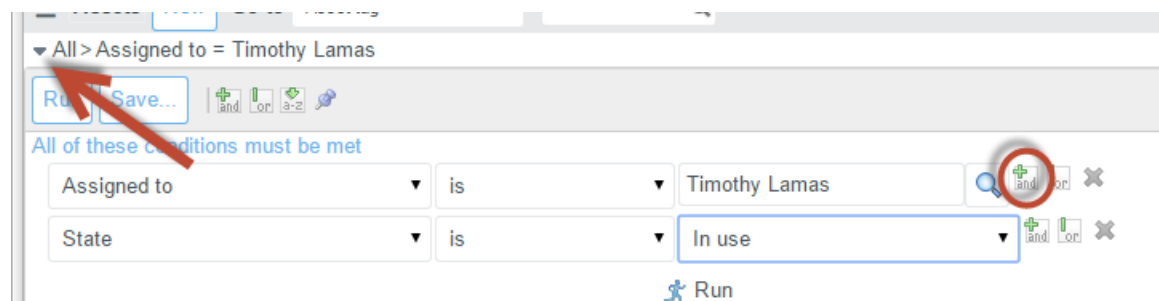 All > Assigned to = Timothy Lamas
Run Save... and or a-z
All of these conditions must be met
Assigned to is Timothy Lamas and or
State is In use and or
Run